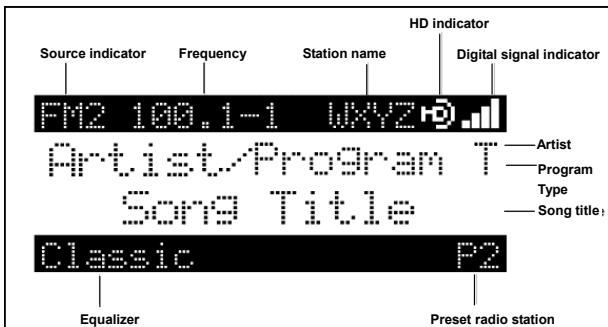 HD indicator
Source indicator Frequency Station name Digital signal indicator
FM2 100.1-1 WXYZ HD
Artist/Program T Artist
Program
Type
Song Title Song title
Classic P2
Equalizer Preset radio station